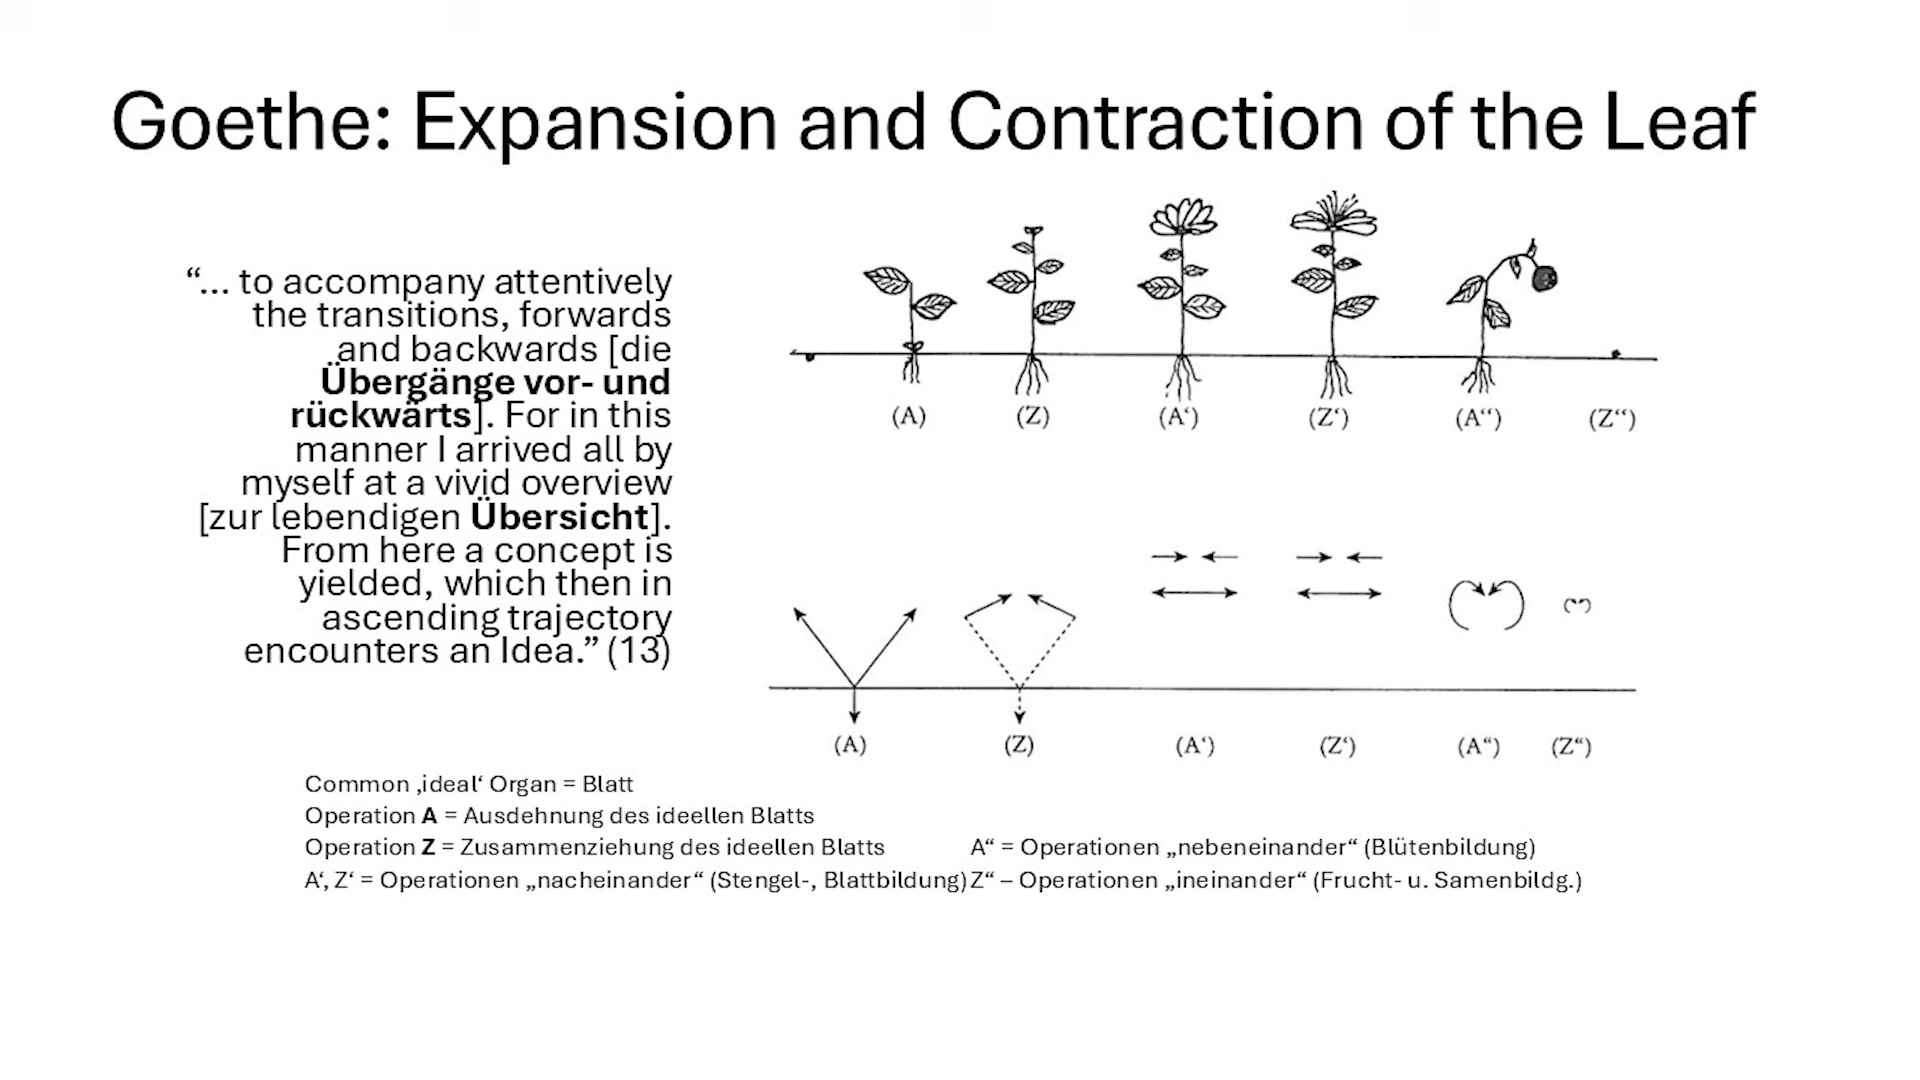 Goethe: Expansion and Contraction of the Leaf
“... to accompany attentively
the transitions, forwards
and backwards [die
Übergänge vor- und
rückwärts]. For in this
manner I arrived all by
myself at a vivid overview
[zur lebendigen Übersicht].
From here a concept is
yielded, which then in
ascending trajectory
encounters an Idea.” (13)
(A) (Z) (A‘) (Z‘) (A“) (Z“)
(A) (Z) (A‘) (Z‘) (A“) (Z“)
Common ‚ideal‘ Organ = Blatt
Operation A = Ausdehnung des ideellen Blatts
Operation Z = Zusammenziehung des ideellen Blatts
A‘, Z‘ = Operationen „nacheinander“ (Stengel-, Blattbildung)
A“ = Operationen „nebeneinander“ (Blütenbildung)
Z“ – Operationen „ineinander“ (Frucht- u. Samenbildg.)